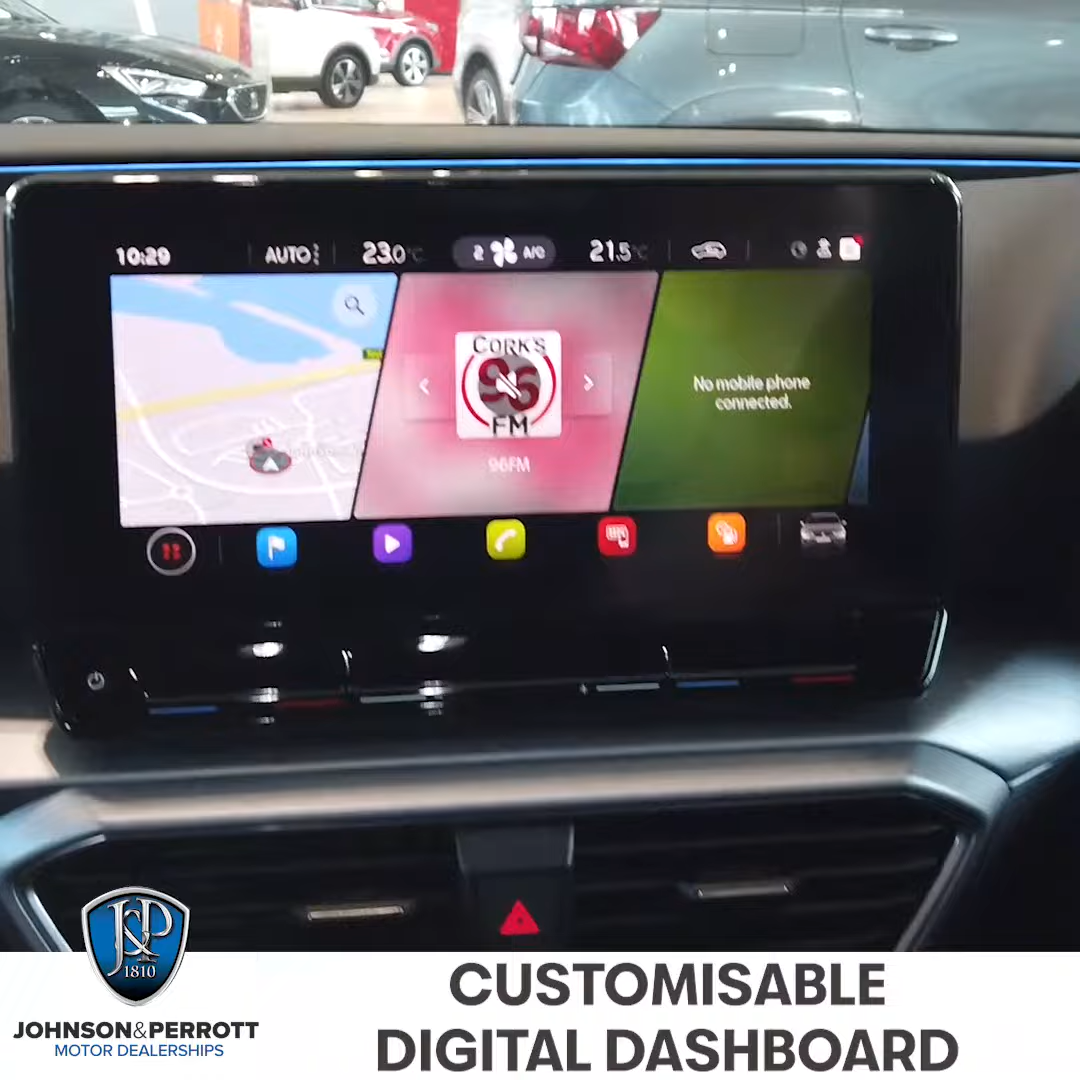 10:29
AUTO
23.0°C
2
A/C
21.5°C
CORK'S
96
FM
96FM
No mobile phone
connected.
J&P
1810
JOHNSON&PERROTT
MOTOR DEALERSHIPS
CUSTOMISABLE
DIGITAL DASHBOARD